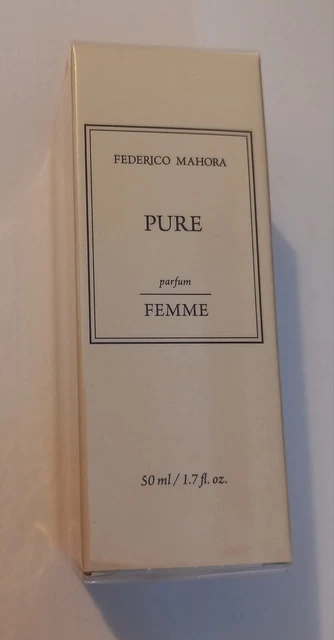 FEDERICO MAHORA
PURE
parfum
FEMME
50 ml / 1.7 fl. oz.